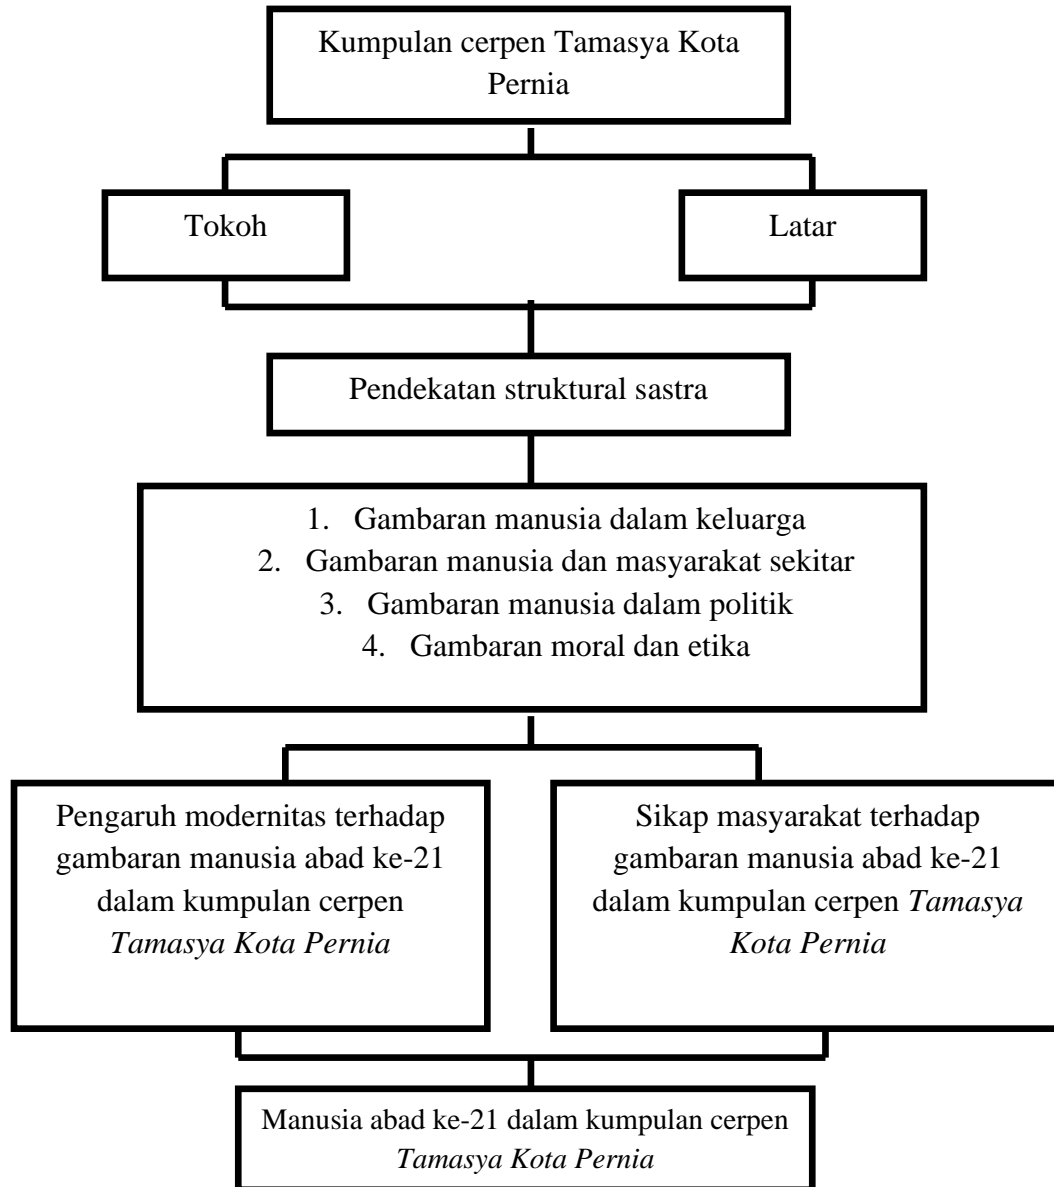 Kumpulan cerpen Tamasya Kota
Pernia
Tokoh
Latar
Pendekatan struktural sastra
1. Gambaran manusia dalam keluarga
2. Gambaran manusia dan masyarakat sekitar
3. Gambaran manusia dalam politik
4. Gambaran moral dan etika
Pengaruh modernitas terhadap
gambaran manusia abad ke-21
dalam kumpulan cerpen
Tamasya Kota Pernia
Sikap masyarakat terhadap
gambaran manusia abad ke-21
dalam kumpulan cerpen Tamasya
Kota Pernia
Manusia abad ke-21 dalam kumpulan cerpen
Tamasya Kota Pernia